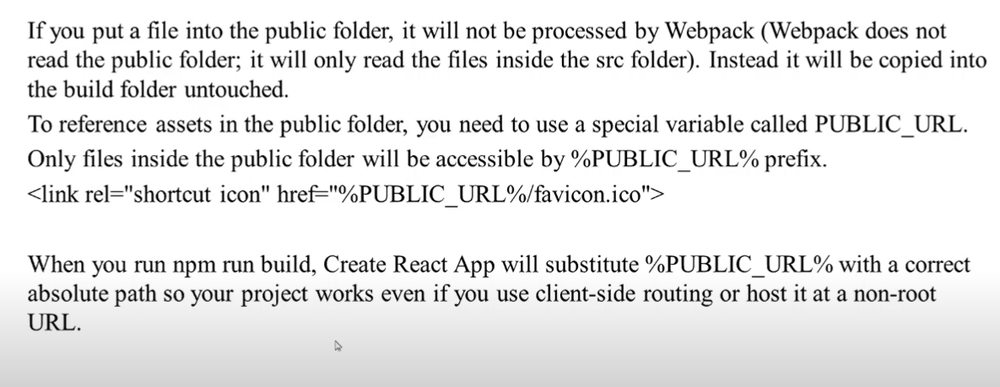 If you put a file into the public folder, it will not be processed by Webpack (Webpack does not
read the public folder; it will only read the files inside the src folder). Instead it will be copied into
the build folder untouched.
To reference assets in the public folder, you need to use a special variable called PUBLIC_URL.
Only files inside the public folder will be accessible by %PUBLIC_URL% prefix.
<link rel="shortcut icon" href="%PUBLIC_URL%/favicon.ico">
When you run npm run build, Create React App will substitute %PUBLIC_URL% with a correct
absolute path so your project works even if you use client-side routing or host it at a non-root
URL.